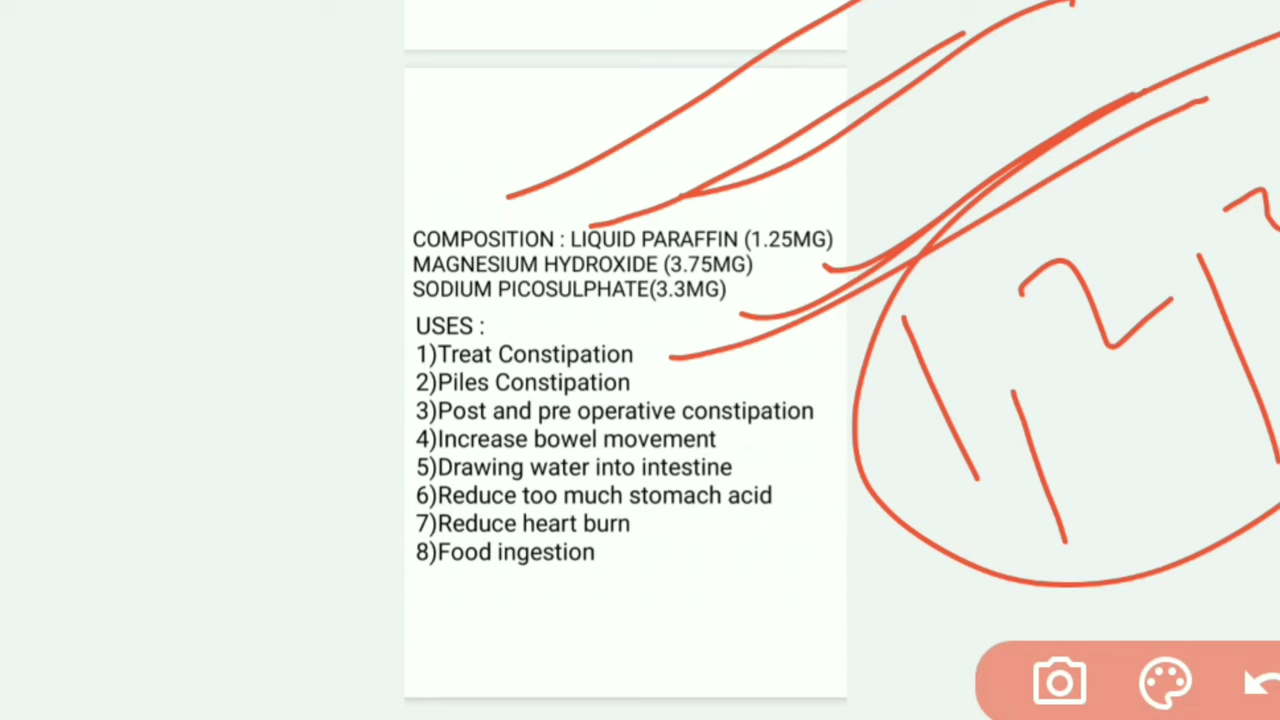 COMPOSITION : LIQUID PARAFFIN (1.25MG)
MAGNESIUM HYDROXIDE (3.75MG)
SODIUM PICOSULPHATE(3.3MG)
USES :
1)Treat Constipation
2)Piles Constipation
3)Post and pre operative constipation
4)Increase bowel movement
5)Drawing water into intestine
6)Reduce too much stomach acid
7)Reduce heart burn
8)Food ingestion